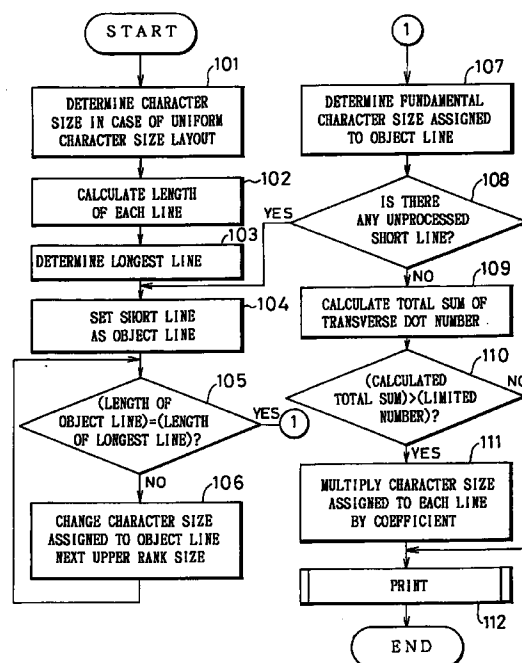 START
101
DETERMINE CHARACTER
SIZE IN CASE OF UNIFORM
CHARACTER SIZE LAYOUT
102
CALCULATE LENGTH
OF EACH LINE
103
DETERMINE LONGEST LINE
104
SET SHORT LINE
AS OBJECT LINE
105
(LENGTH OF
OBJECT LINE)=(LENGTH
OF LONGEST LINE)?
YES
1
NO
106
CHANGE CHARACTER SIZE
ASSIGNED TO OBJECT LINE
NEXT UPPER RANK SIZE
1
107
DETERMINE FUNDAMENTAL
CHARACTER SIZE ASSIGNED
TO OBJECT LINE
108
YES
IS THERE
ANY UNPROCESSED
SHORT LINE?
NO
109
CALCULATE TOTAL SUM OF
TRANSVERSE DOT NUMBER
110
NO
(CALCULATED
TOTAL SUM)>(LIMITED
NUMBER)?
YES
111
MULTIPLY CHARACTER SIZE
ASSIGNED TO EACH LINE
BY COEFFICIENT
PRINT
112
END